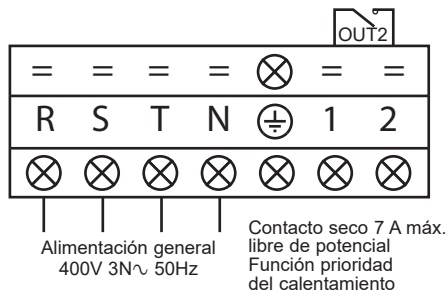 OUT2
= = = = = =
R S T N 1 2
Alimentación general
400V 3N∿ 50Hz
Contacto seco 7 A máx.
libre de potencial
Función prioridad
del calentamiento